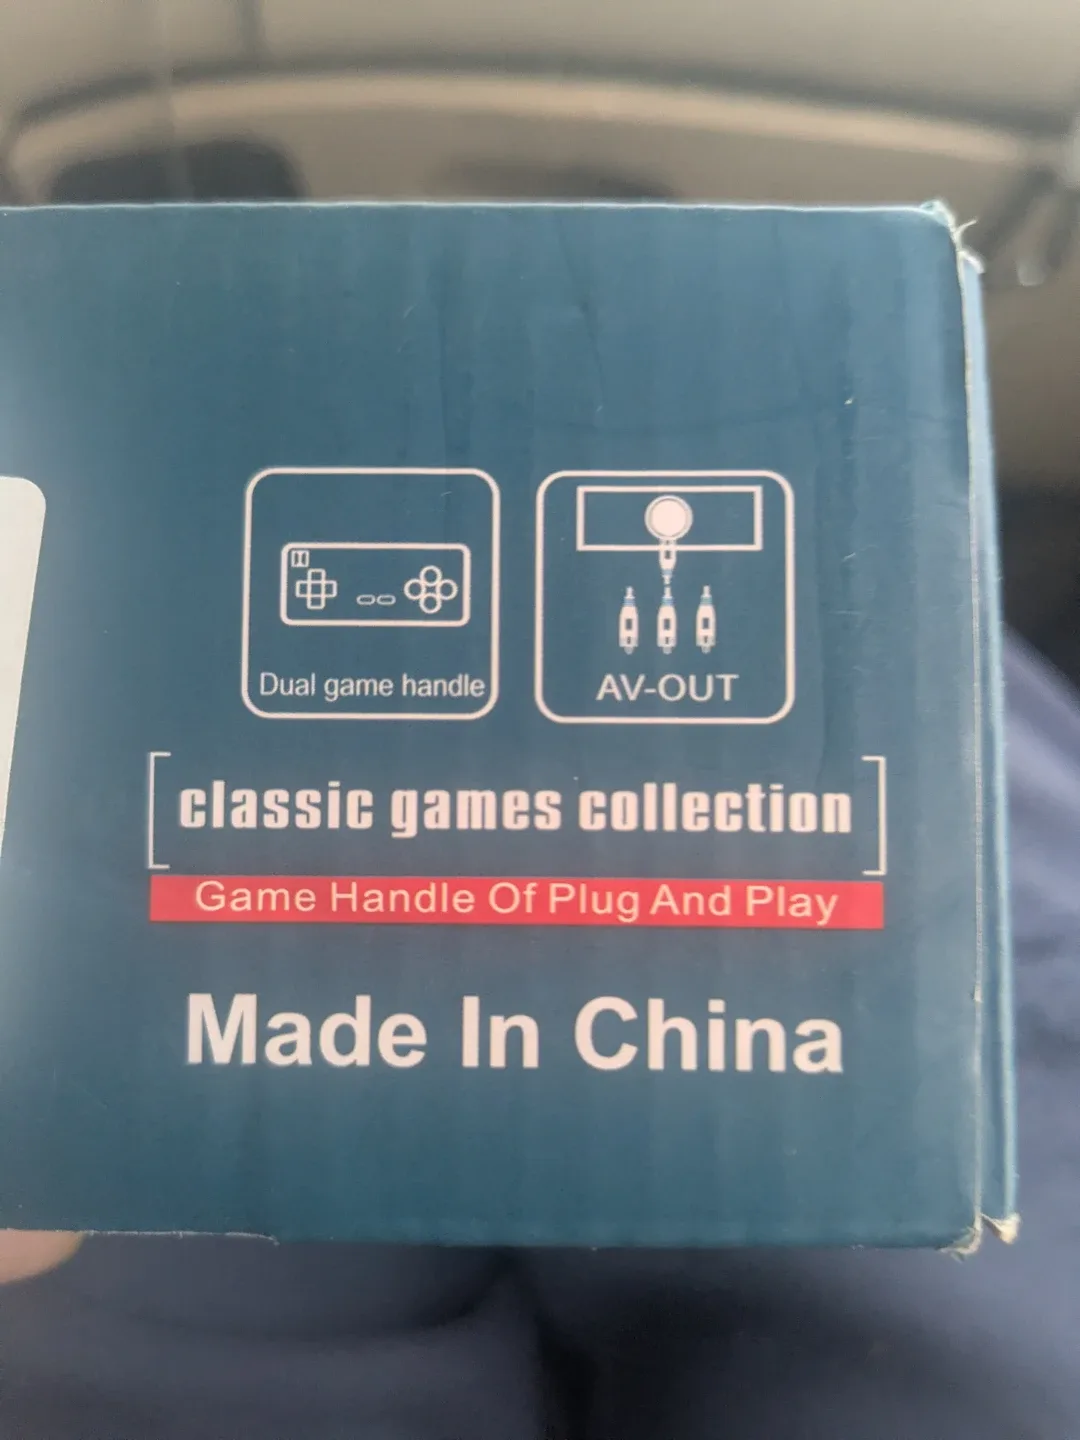 Dual game handle
AV-OUT
classic games collection
Game Handle Of Plug And Play
Made In China